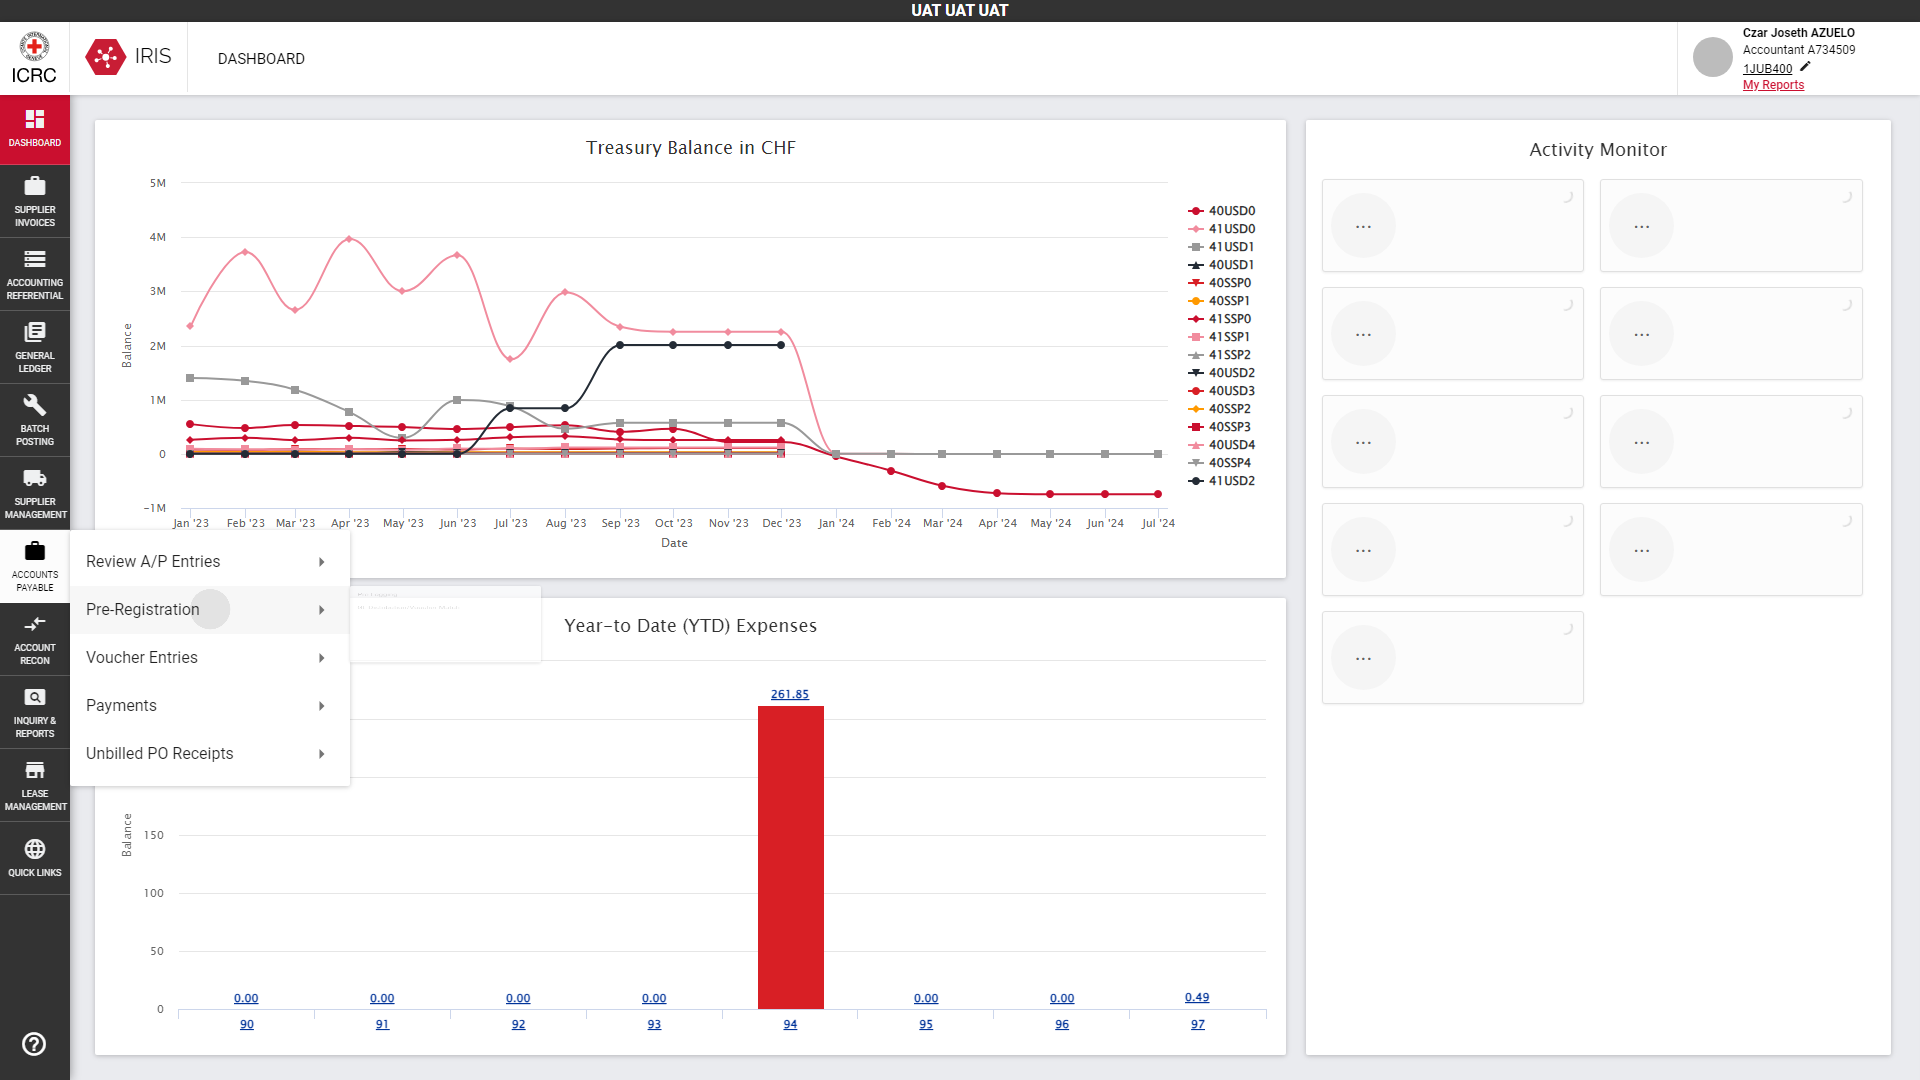 UAT UAT UAT
ICRC
IRIS
DASHBOARD
Czar Joseth AZUELO
Accountant A734509
1JUB400
My Reports
DASHBOARD
SUPPLIER
INVOICES
ACCOUNTING
REFERENTIAL
GENERAL
LEDGER
BATCH
POSTING
SUPPLIER
MANAGEMENT
ACCOUNTS
PAYABLE
ACCOUNT
RECON
INQUIRY &
REPORTS
LEASE
MANAGEMENT
QUICK LINKS
Review A/P Entries
Pre-Registration
Voucher Entries
Payments
Unbilled PO Receipts
Treasury Balance in CHF
5M
4M
3M
2M
1M
0
-1M
Balance
Jan '23 Feb '23 Mar '23 Apr '23 May '23 Jun '23 Jul '23 Aug '23 Sep '23 Oct '23 Nov '23 Dec '23 Jan '24 Feb '24 Mar '24 Apr '24 May '24 Jun '24 Jul '24
Date
40USD0
41USD0
41USD1
40USD1
40SSP0
40SSP1
41SSP0
41SSP1
41SSP2
40USD2
40USD3
40SSP2
40SSP3
40USD4
40SSP4
41USD2
Year-to Date (YTD) Expenses
Balance
150
100
50
0
0.00 0.00 0.00 0.00 261.85 0.00 0.00 0.49
90 91 92 93 94 95 96 97
Activity Monitor
... ...
... ...
... ...
... ...
...